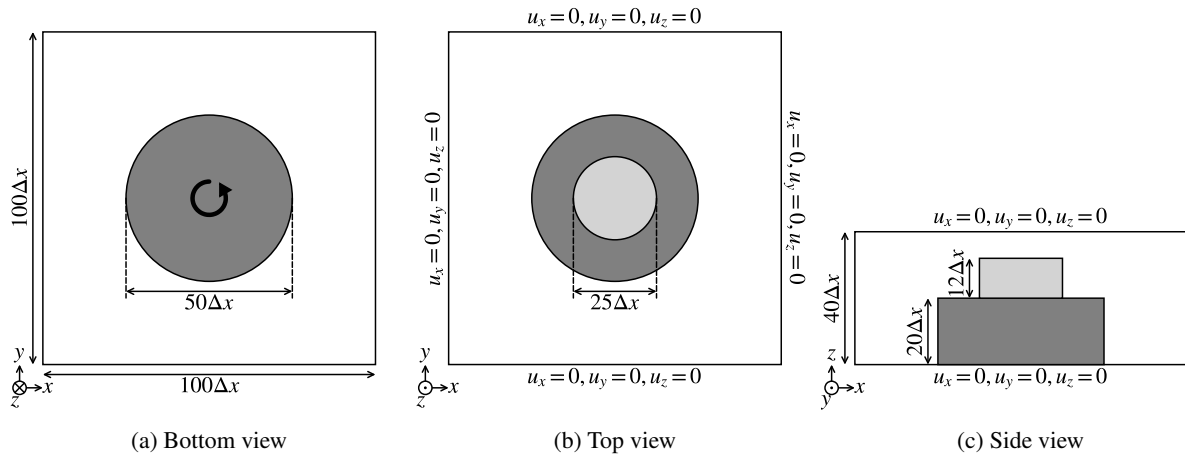 100Δx
50Δx
100Δx
y
x
z
(a) Bottom view
u_x=0, u_y=0, u_z=0
u_x=0, u_y=0, u_z=0
u_x=0, u_y=0, u_z=0
25Δx
u_x=0, u_y=0, u_z=0
y
x
z
(b) Top view
u_x=0, u_y=0, u_z=0
40Δx
12Δx
20Δx
u_x=0, u_y=0, u_z=0
z
x
y
(c) Side view